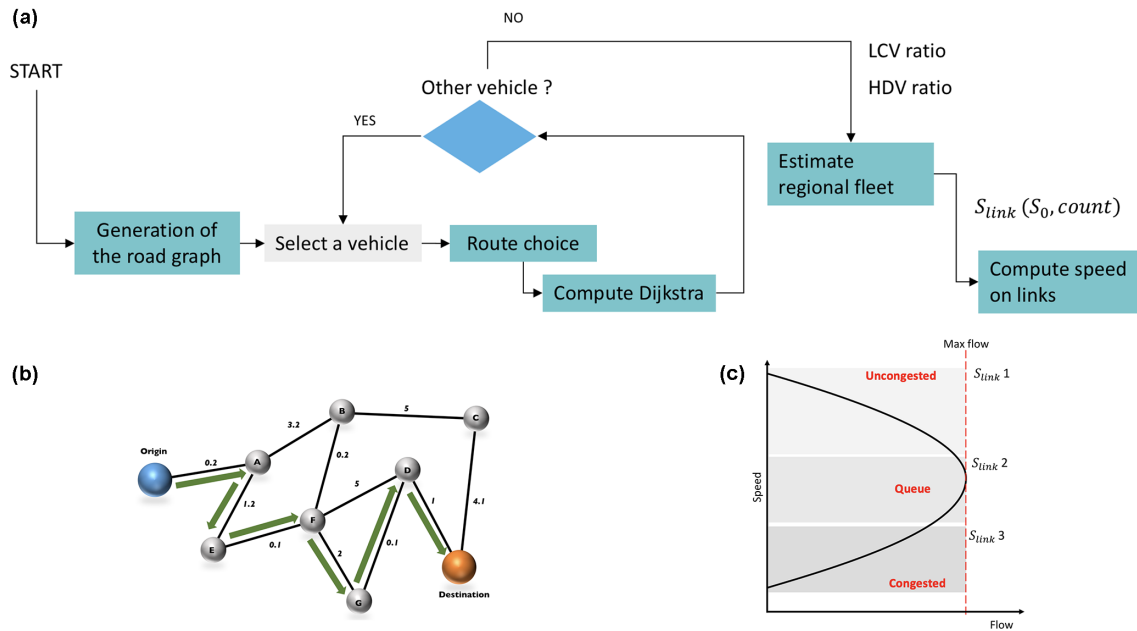 (a)
NO
START
LCV ratio
HDV ratio
Other vehicle ?
YES
Estimate
regional fleet
S_link (S_0, count)
Generation of
the road graph
Select a vehicle
Route choice
Compute Dijkstra
Compute speed
on links
(b)
Origin
0.2
A
3.2
B
5
C
1.2
0.2
E
0.1
F
5
D
2
0.1
G
1
4.1
Destination
(c)
Max flow
Uncongested
S_link 1
Speed
S_link 2
Queue
S_link 3
Congested
Flow